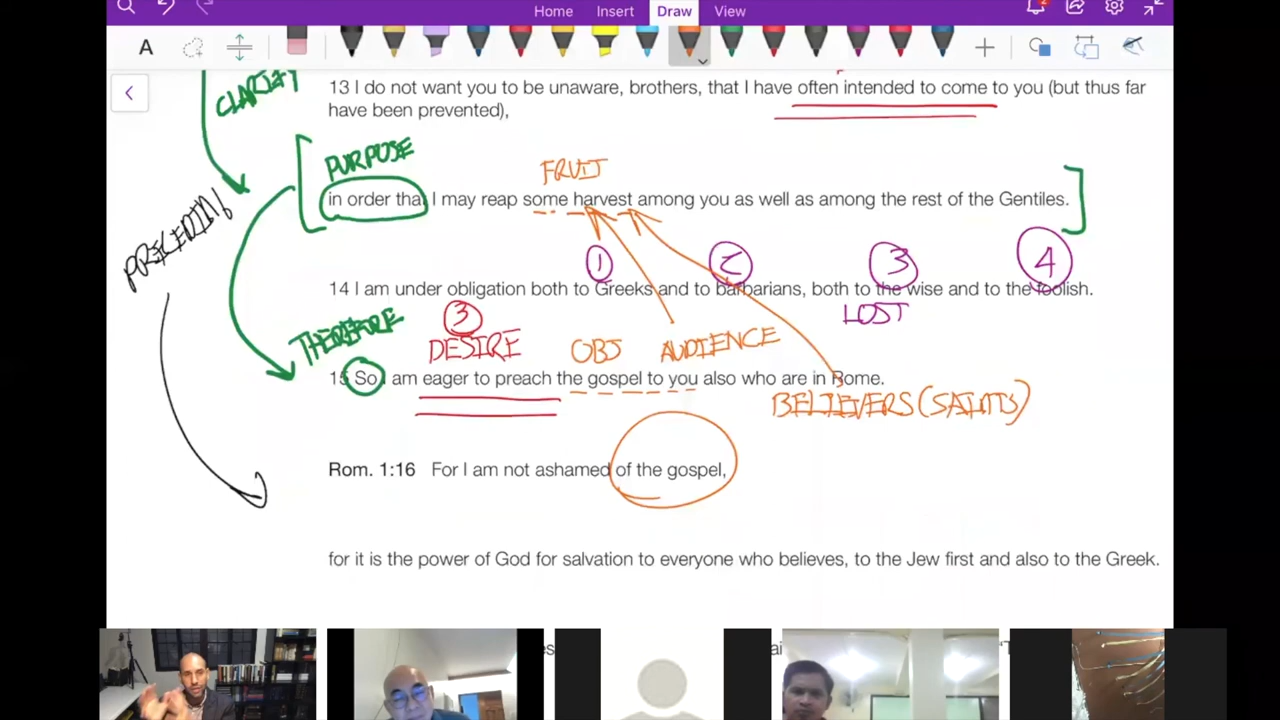 Home Insert Draw View
A
2
CLARIFY
13 I do not want you to be unaware, brothers, that I have often intended to come to you (but thus far
have been prevented),
PURPOSE
FRUIT
in order that I may reap some harvest among you as well as among the rest of the Gentiles.
PRECEDING
1 2 3 4
14 I am under obligation both to Greeks and to barbarians, both to the wise and to the foolish.
LOST
THEREFORE
3
DESIRE OBJ AUDIENCE
15 So I am eager to preach the gospel to you also who are in Rome.
BELIEVERS (SAINTS)
Rom. 1:16 For I am not ashamed of the gospel,
for it is the power of God for salvation to everyone who believes, to the Jew first and also to the Greek.